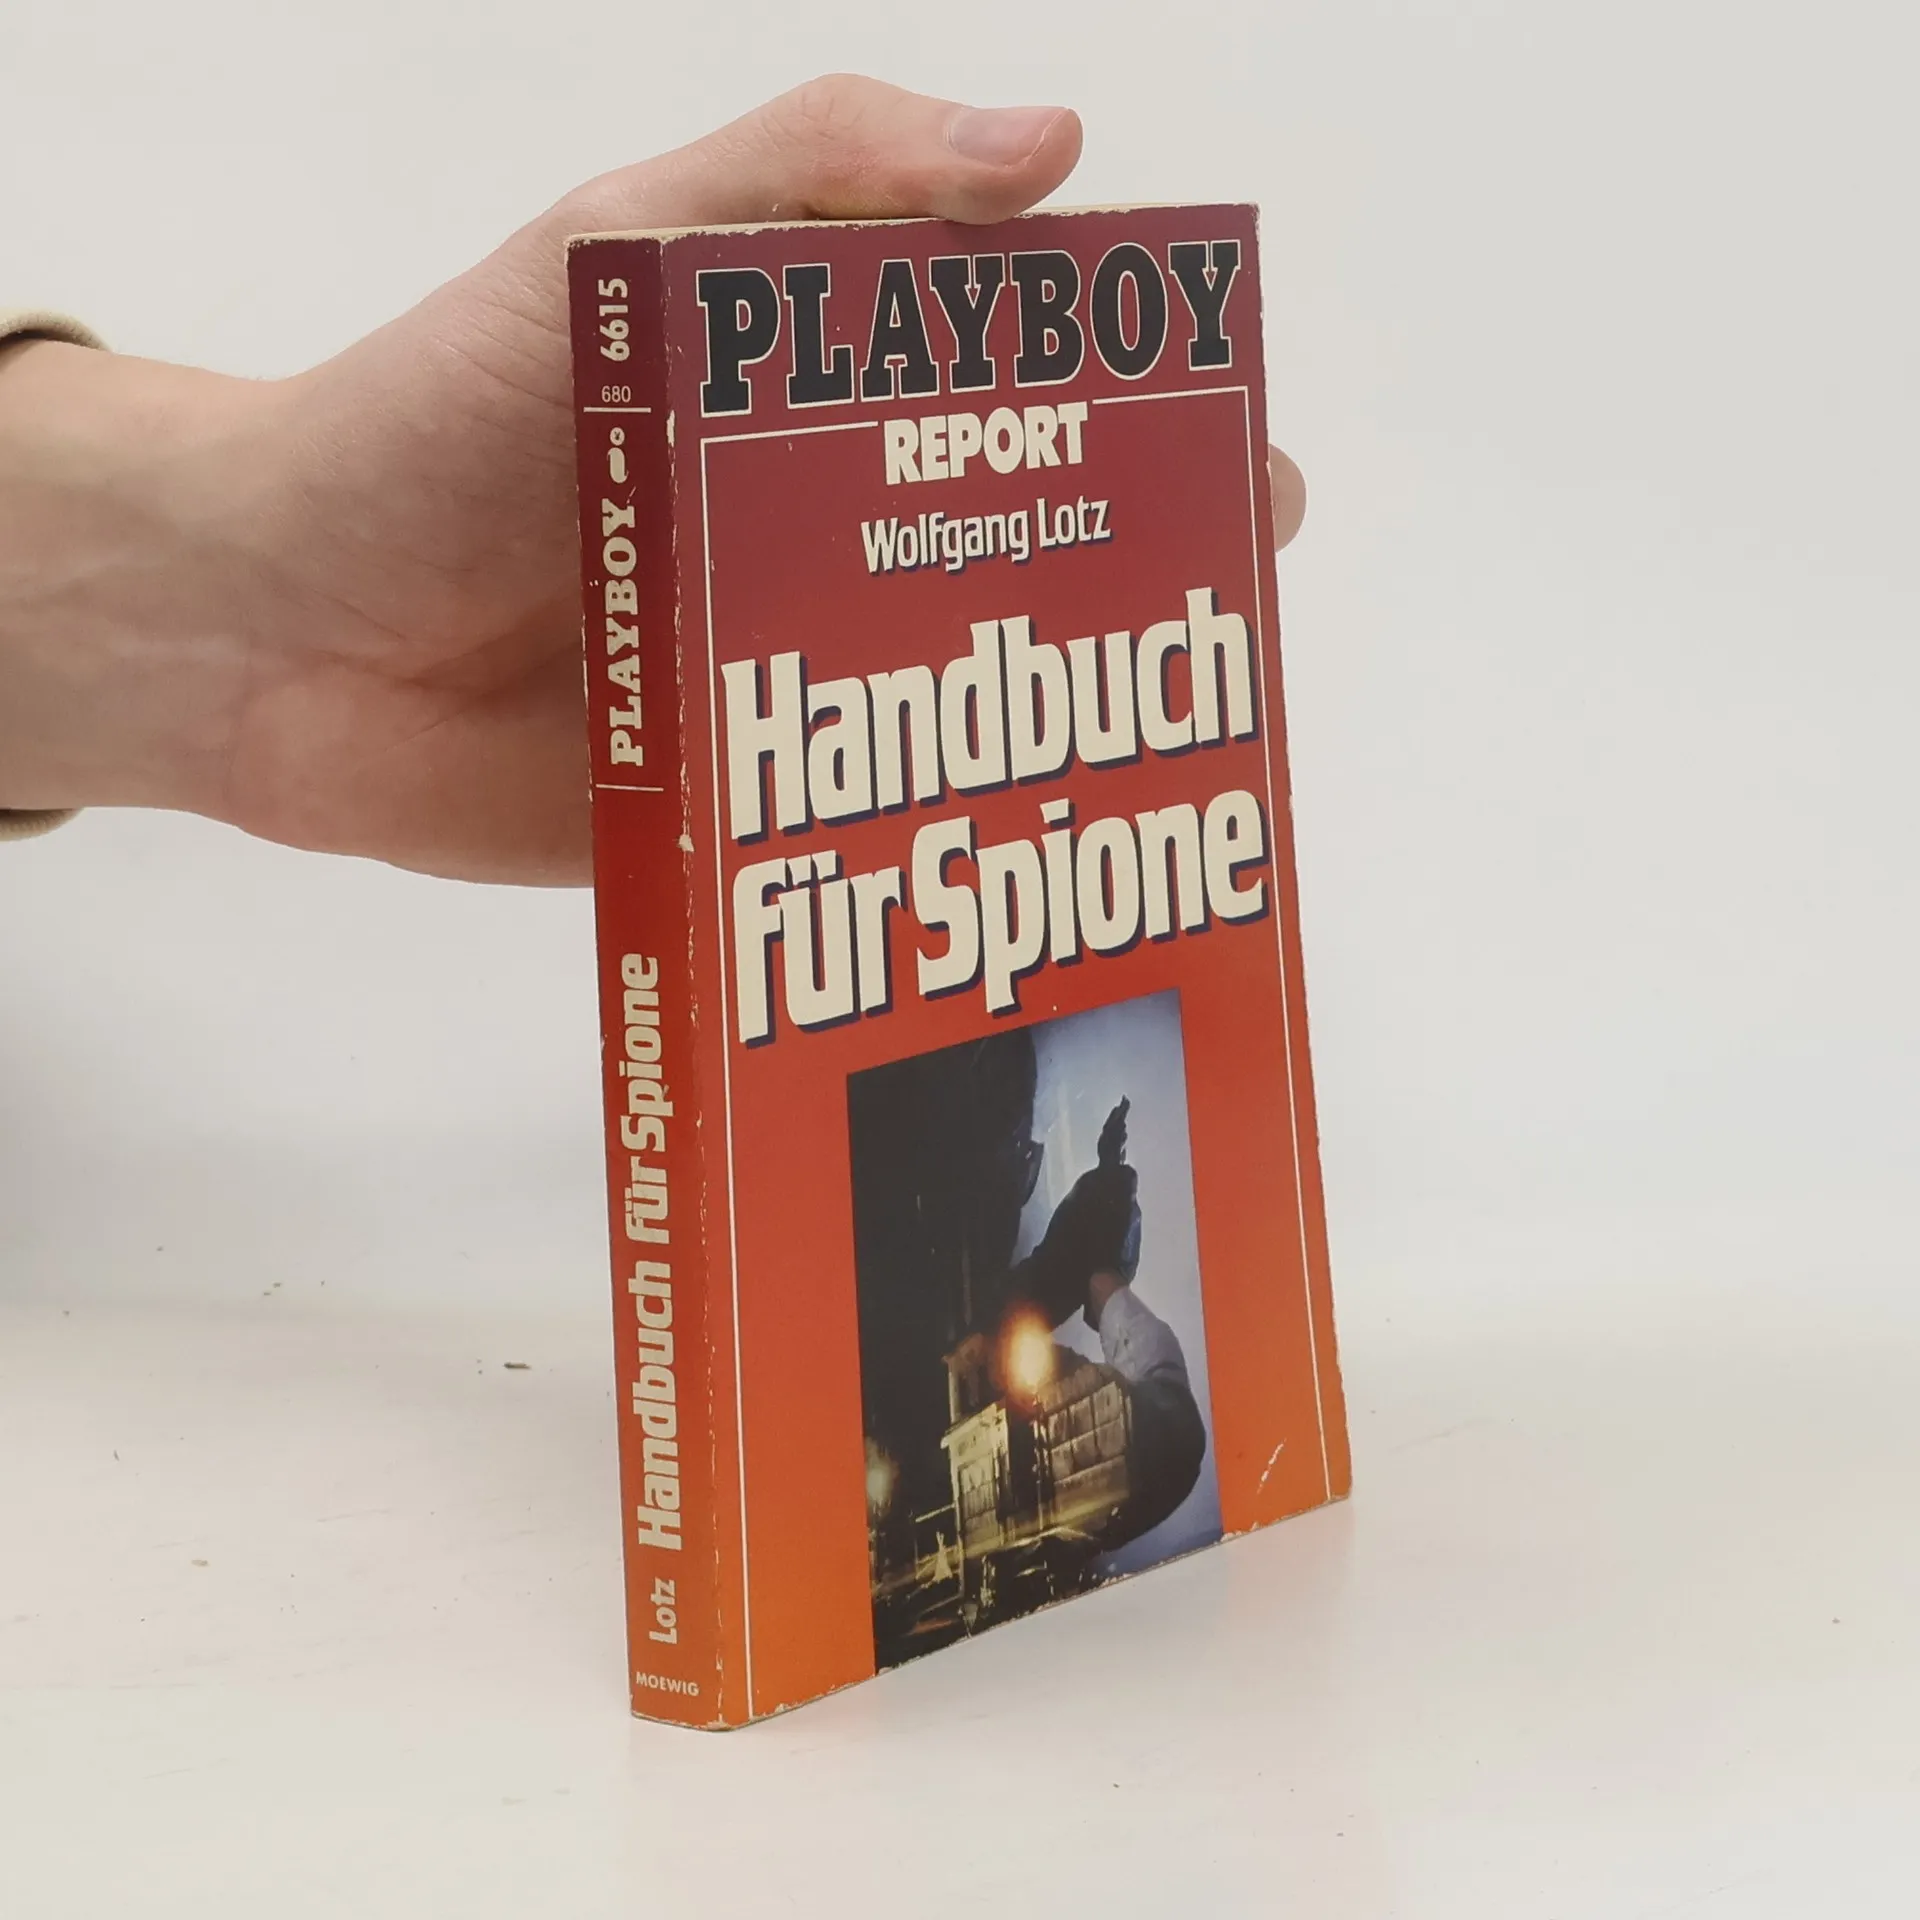 PLAYBOY
REPORT
Wolfgang Lotz
Handbuch
für Spione
6615
680
PLAYBOY
Handbuch für Spione
Lotz
MOEWIG